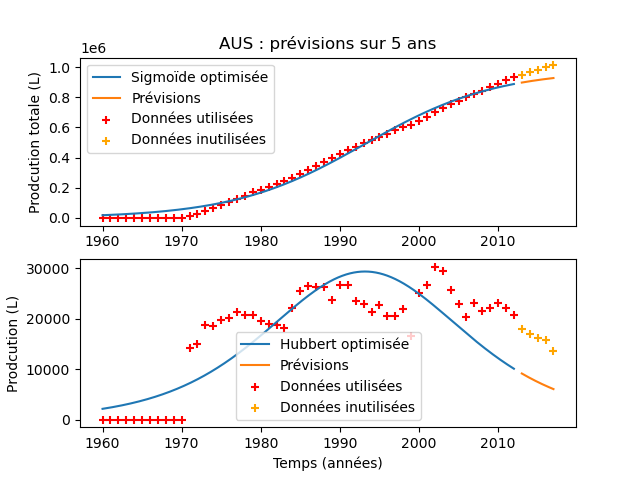 AUS : prévisions sur 5 ans
1e6
1.0
0.8
0.6
0.4
0.2
0.0
Prodcution totale (L)
Sigmoïde optimisée
Prévisions
Données utilisées
Données inutilisées
1960 1970 1980 1990 2000 2010
30000
20000
10000
0
Prodcution (L)
Hubbert optimisée
Prévisions
Données utilisées
Données inutilisées
1960 1970 1980 1990 2000 2010
Temps (années)